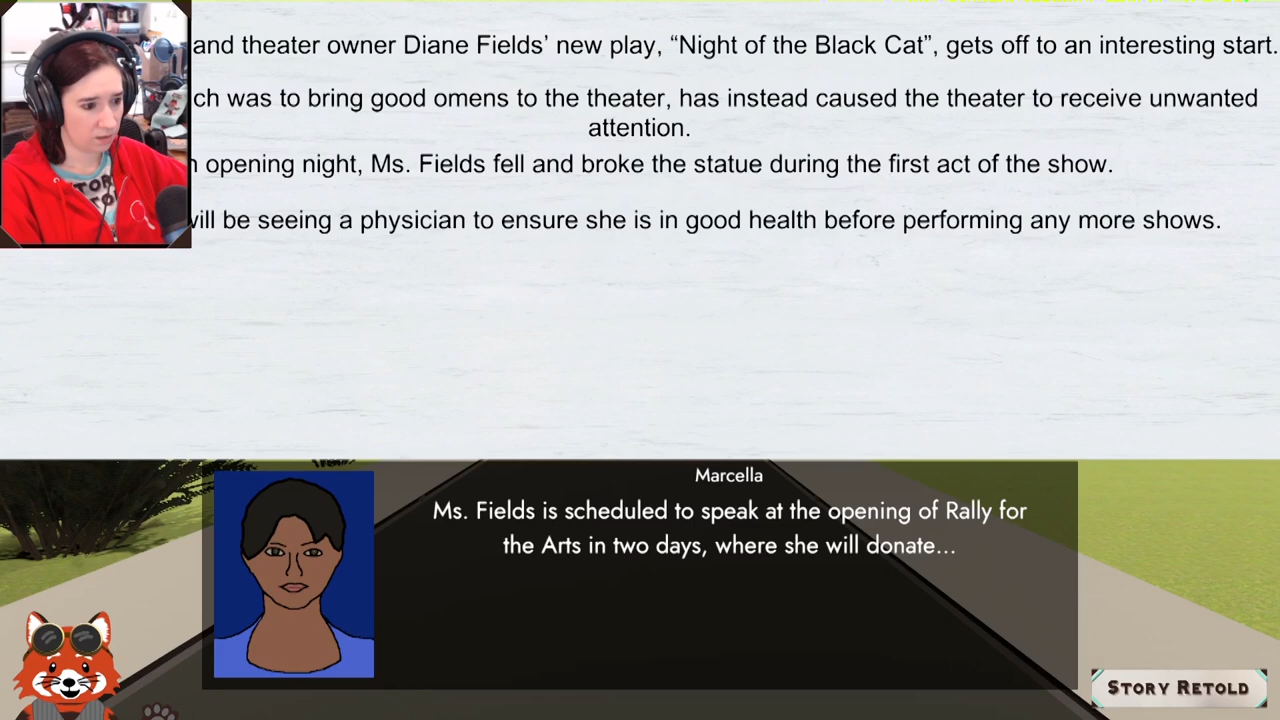 and theater owner Diane Fields’ new play, “Night of the Black Cat”, gets off to an interesting start.
was to bring good omens to the theater, has instead caused the theater to receive unwanted
attention.
opening night, Ms. Fields fell and broke the statue during the first act of the show.
will be seeing a physician to ensure she is in good health before performing any more shows.
Marcella
Ms. Fields is scheduled to speak at the opening of Rally for
the Arts in two days, where she will donate...
STORY RETOLD